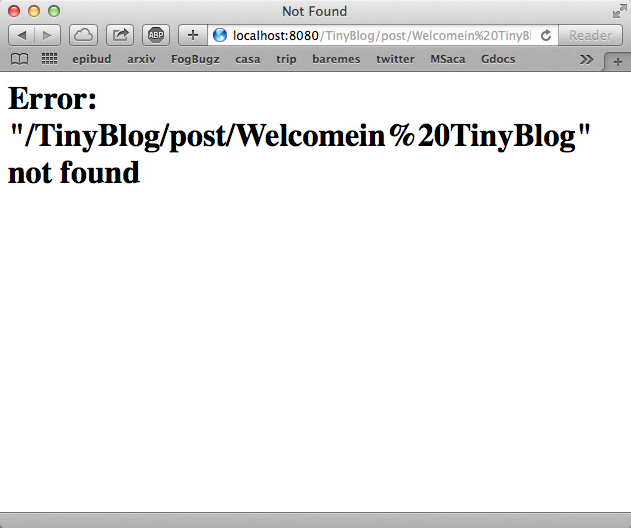 Not Found
ABP
localhost:8080/TinyBlog/post/Welcomein%20TinyBl
Reader
epibud arxiv FogBugz casa trip baremes twitter MSaca Gdocs
Error:
"/TinyBlog/post/Welcomein%20TinyBlog"
not found